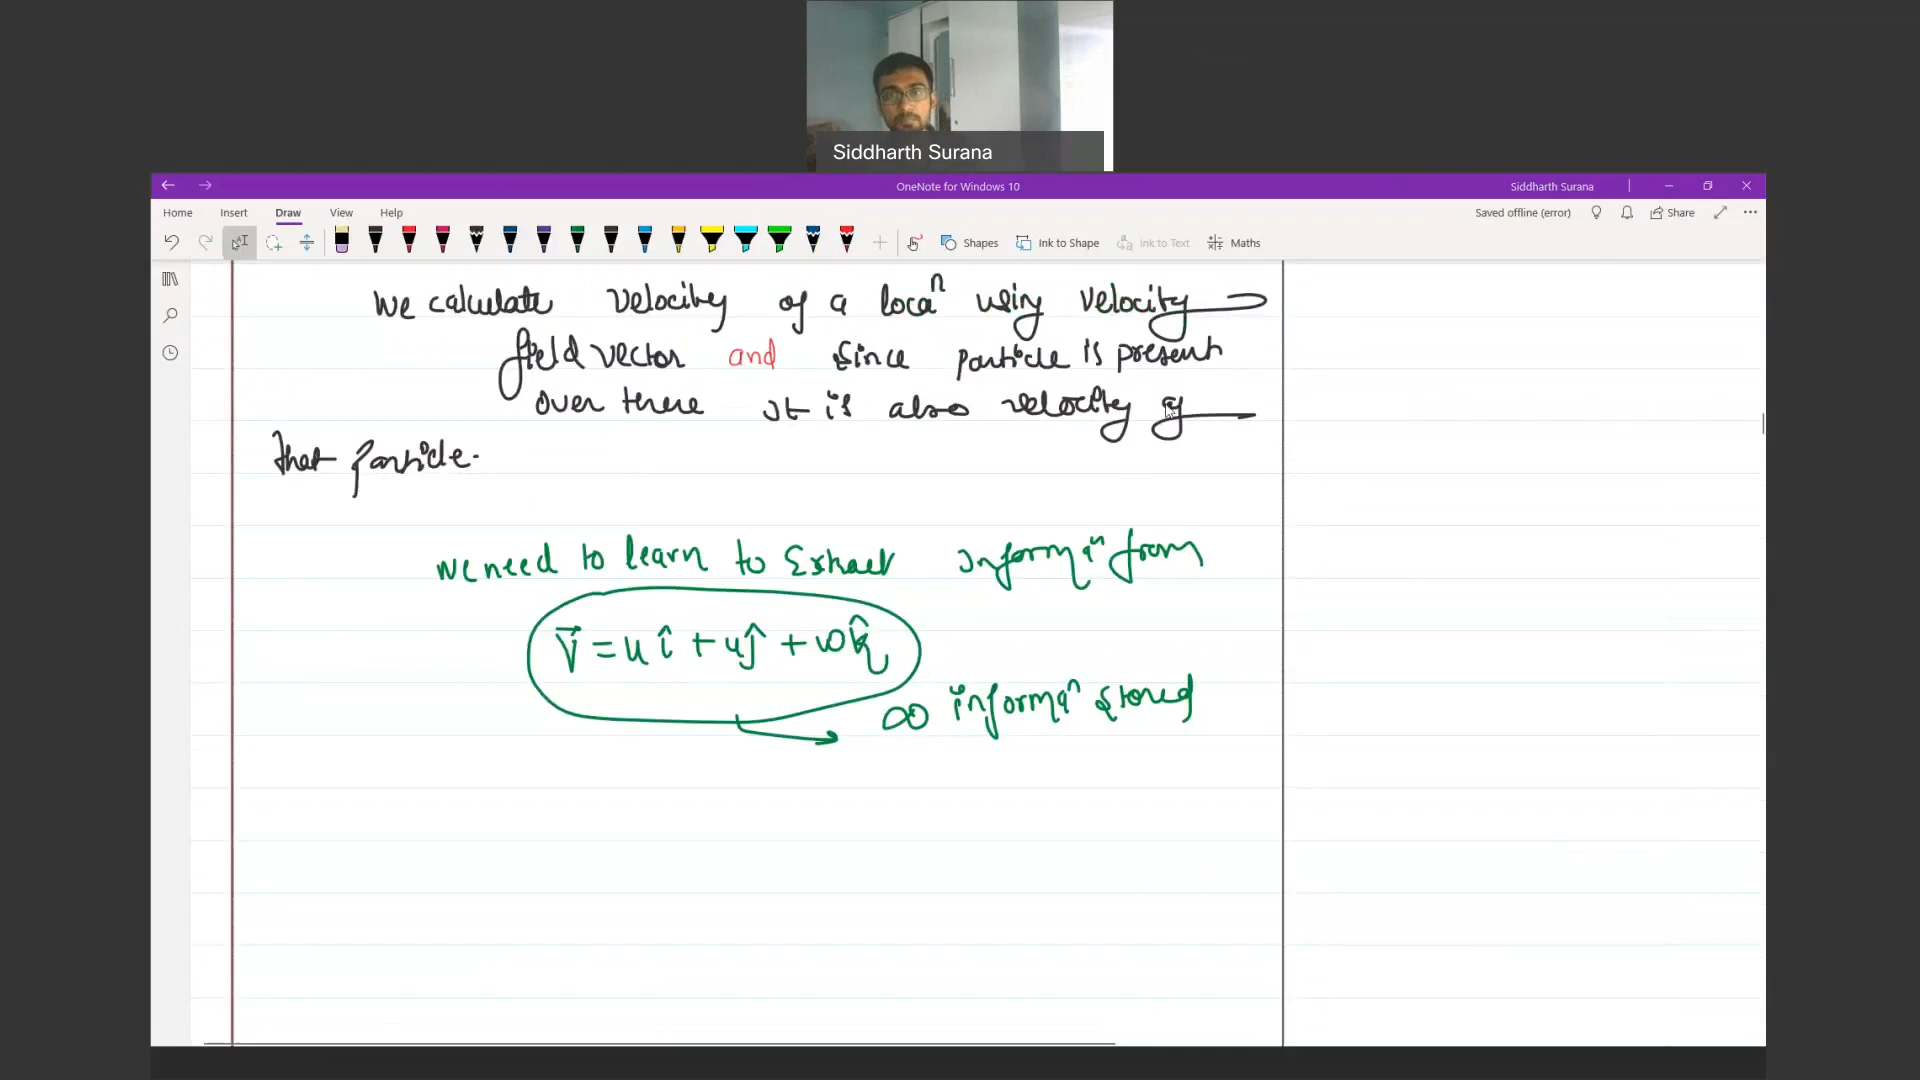 Siddharth Surana
OneNote for Windows 10
Siddharth Surana
Home Insert Draw View Help
Saved offline (error)
Share
Shapes
Ink to Shape
Ink to Text
Maths
We calculate velocity of a locaⁿ using velocity
field vector and since particle is present
over there it is also velocity of
that particle.
We need to learn to Extract informaⁿ from
V⃗ = u î + v ĵ + w k̂
∞ informaⁿ stored